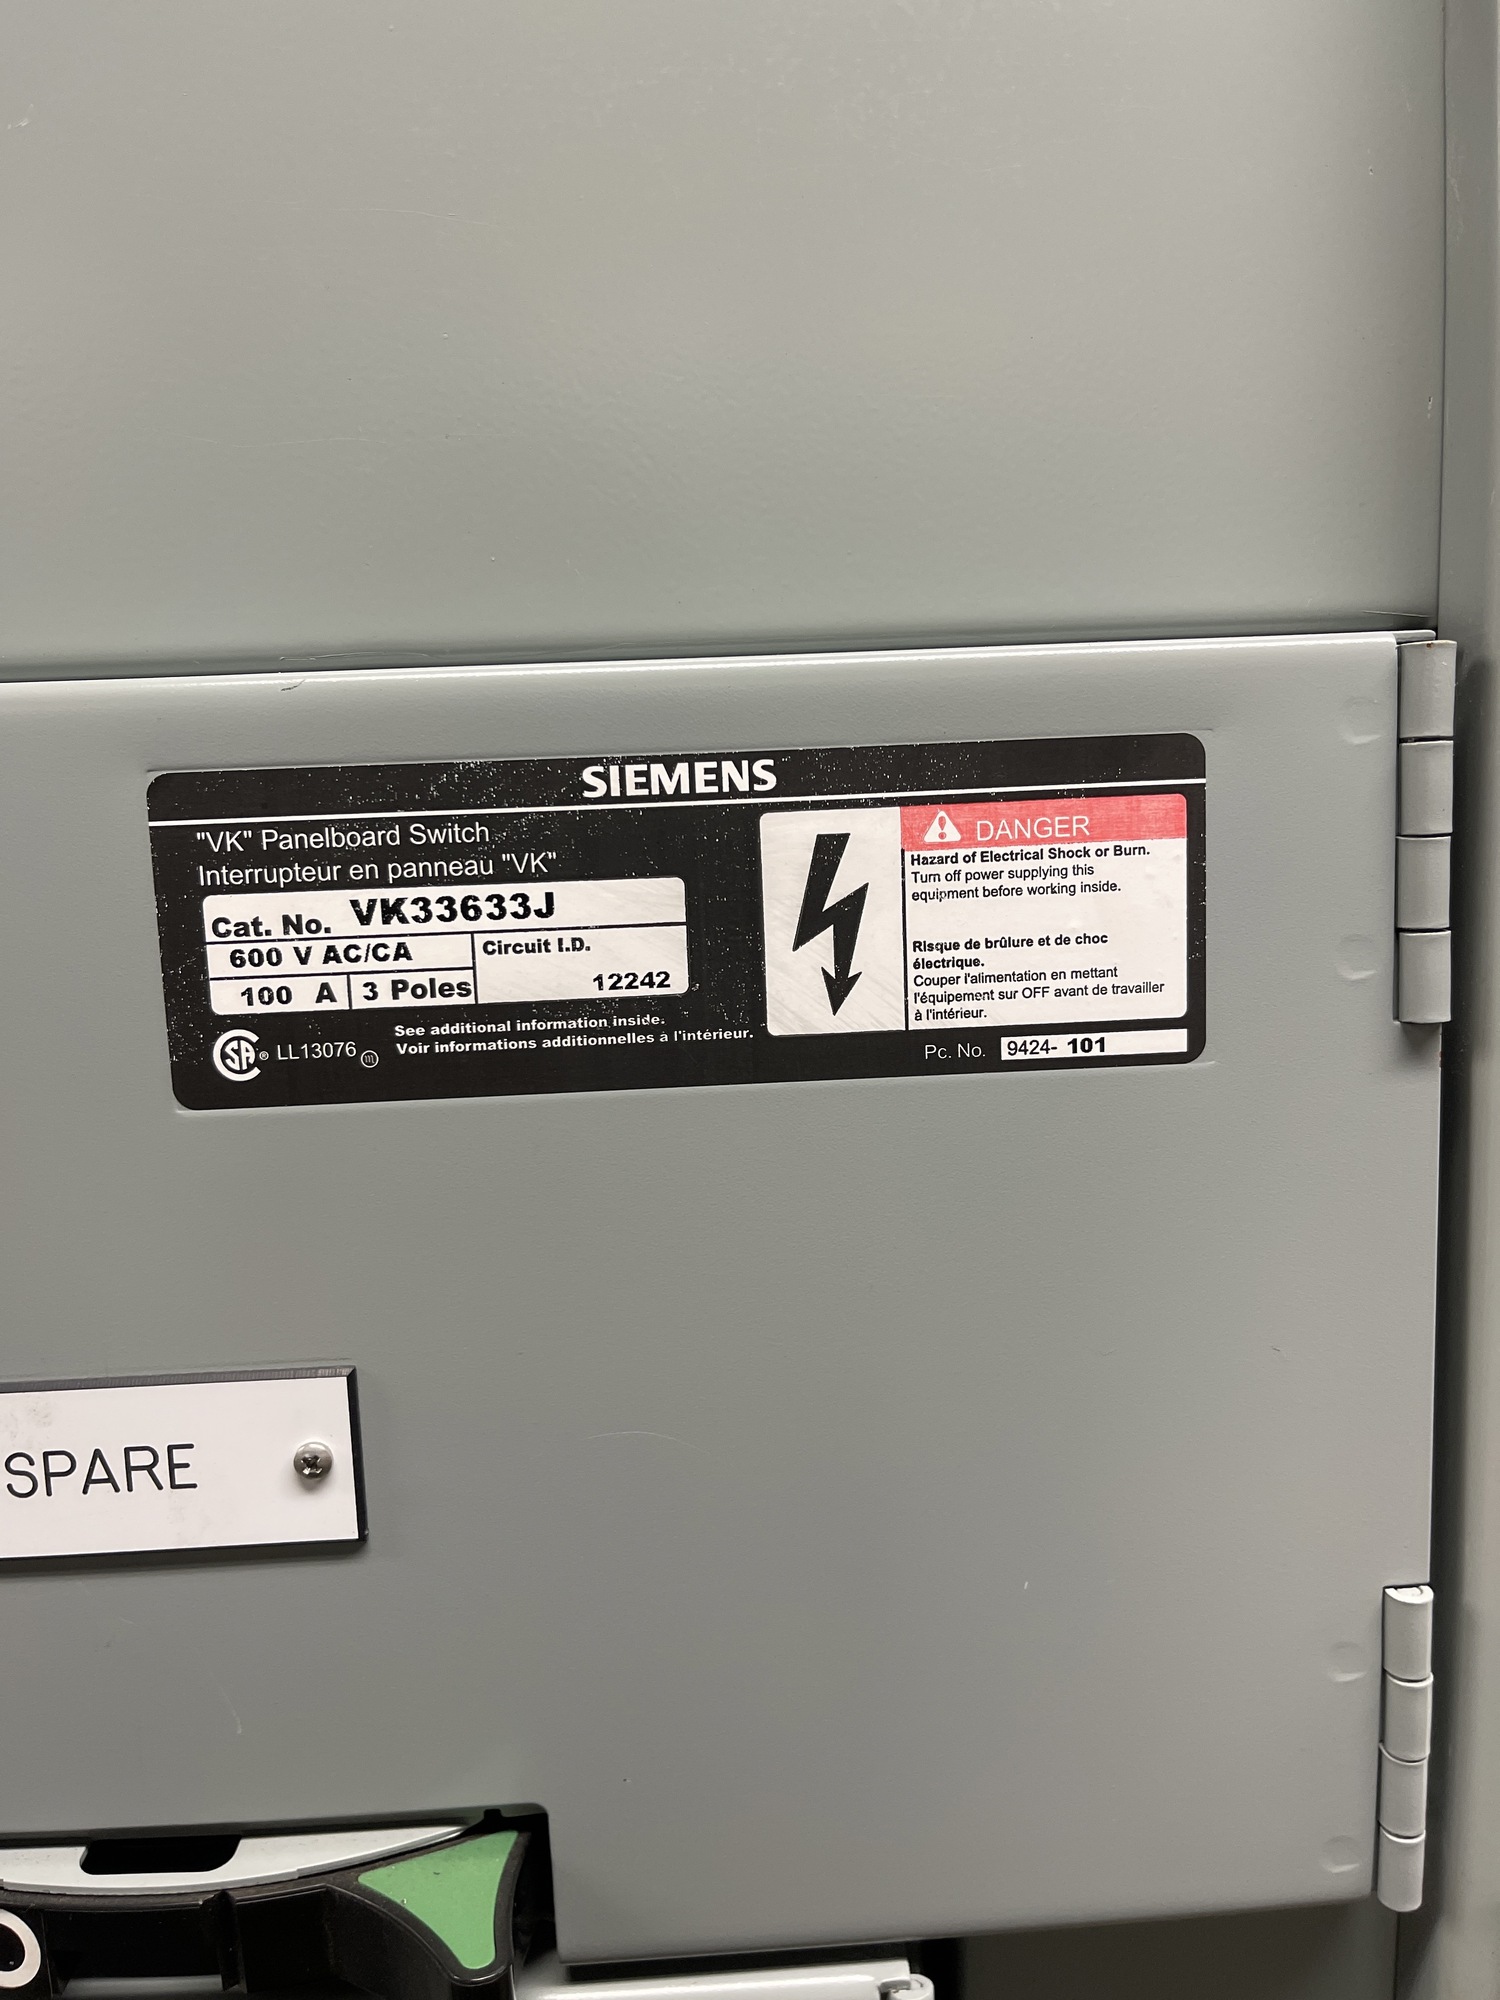 SIEMENS
"VK" Panelboard Switch
Interrupteur en panneau "VK"
Cat. No. VK33633J
600 V AC/CA
100 A
3 Poles
Circuit I.D.
12242
LL13076
See additional information inside.
Voir informations additionnelles à l'intérieur.
DANGER
Hazard of Electrical Shock or Burn.
Turn off power supplying this
equipment before working inside.
Risque de brûlure et de choc
électrique.
Couper l'alimentation en mettant
l'équipement sur OFF avant de travailler
à l'intérieur.
Pc. No. 9424- 101
SPARE